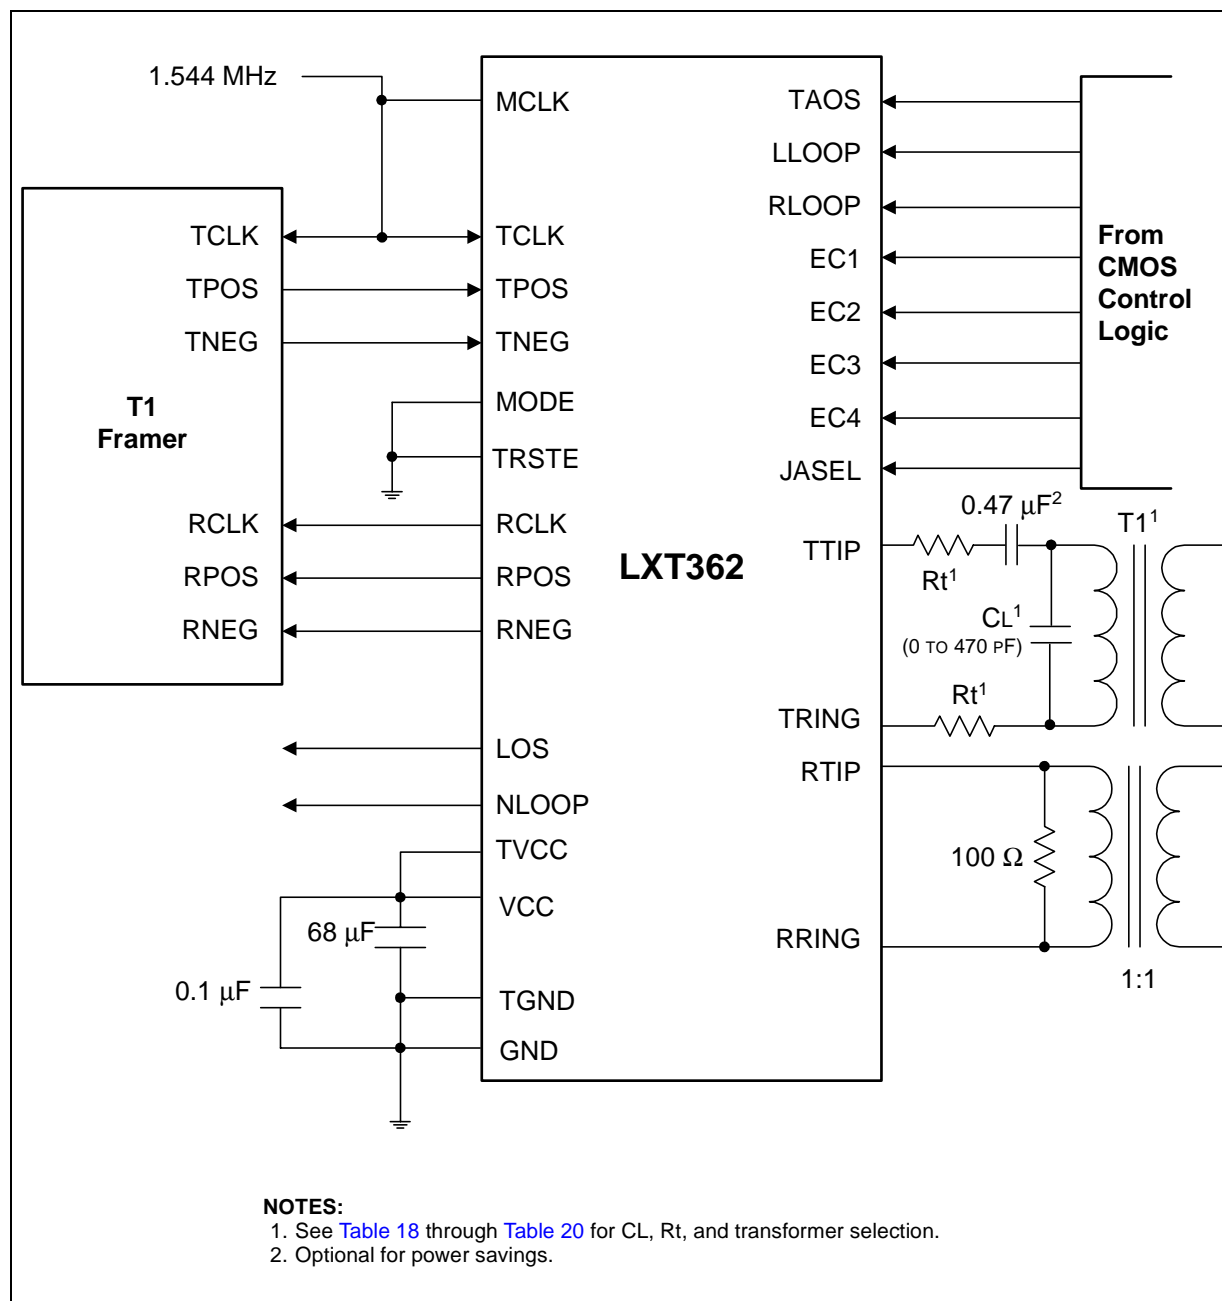 1.544 MHz
MCLK
TAOS
LLOOP
RLOOP
EC1
EC2
EC3
EC4
JASEL
From
CMOS
Control
Logic
TCLK
TPOS
TNEG
T1
Framer
RCLK
RPOS
RNEG
TCLK
TPOS
TNEG
MODE
TRSTE
RCLK
RPOS
RNEG
LXT362
TTIP
Rt¹
0.47 μF²
T1¹
CL¹
(0 TO 470 PF)
Rt¹
TRING
RTIP
100 Ω
RRING
1:1
LOS
NLOOP
TVCC
VCC
68 μF
0.1 μF
TGND
GND
NOTES:
1. See Table 18 through Table 20 for CL, Rt, and transformer selection.
2. Optional for power savings.